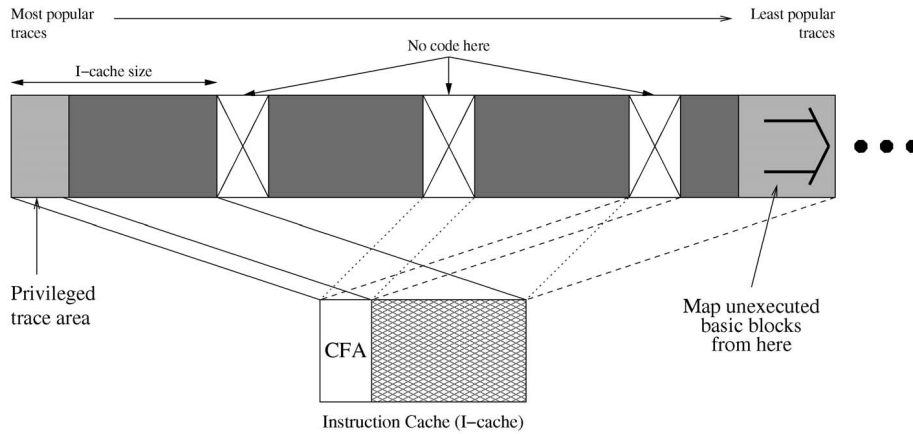 Most popular
traces
Least popular
traces
No code here
I-cache size
Privileged
trace area
Map unexecuted
basic blocks
from here
CFA
Instruction Cache (I-cache)